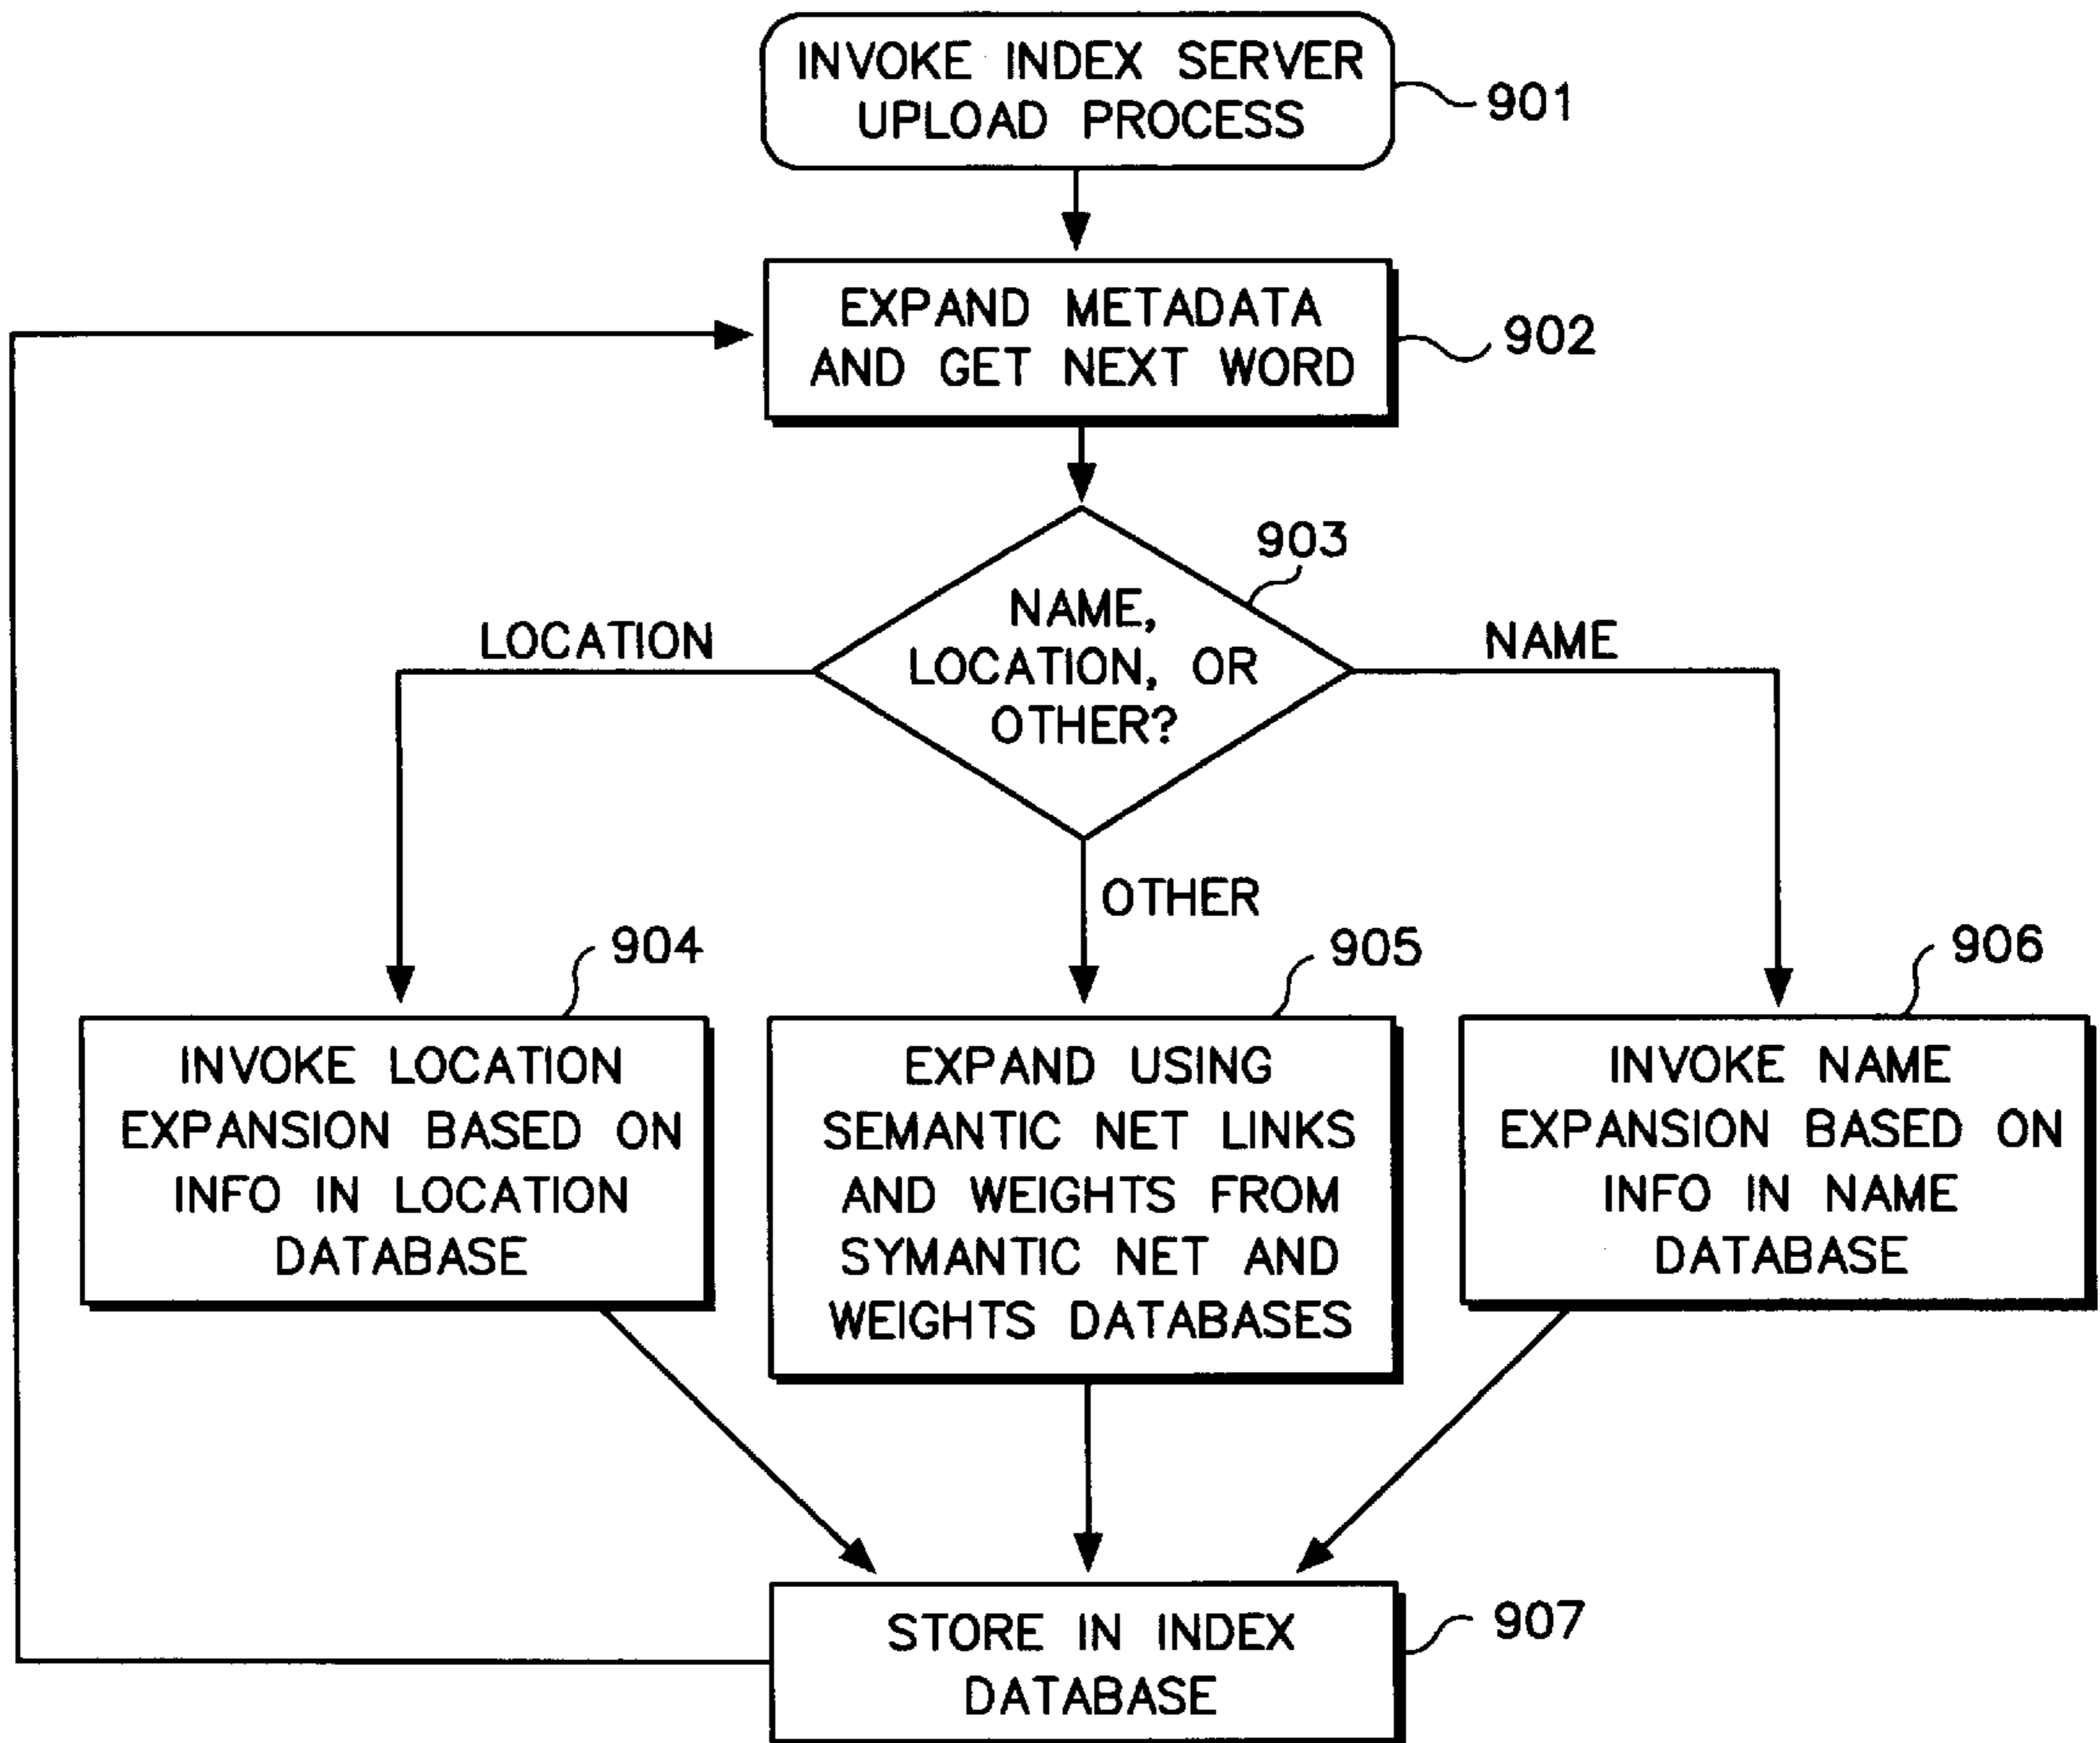 INVOKE INDEX SERVER
UPLOAD PROCESS
901
EXPAND METADATA
AND GET NEXT WORD
902
903
NAME,
LOCATION, OR
OTHER?
LOCATION
NAME
OTHER
904
905
906
INVOKE LOCATION
EXPANSION BASED ON
INFO IN LOCATION
DATABASE
EXPAND USING
SEMANTIC NET LINKS
AND WEIGHTS FROM
SYMANTIC NET AND
WEIGHTS DATABASES
INVOKE NAME
EXPANSION BASED ON
INFO IN NAME
DATABASE
STORE IN INDEX
DATABASE
907